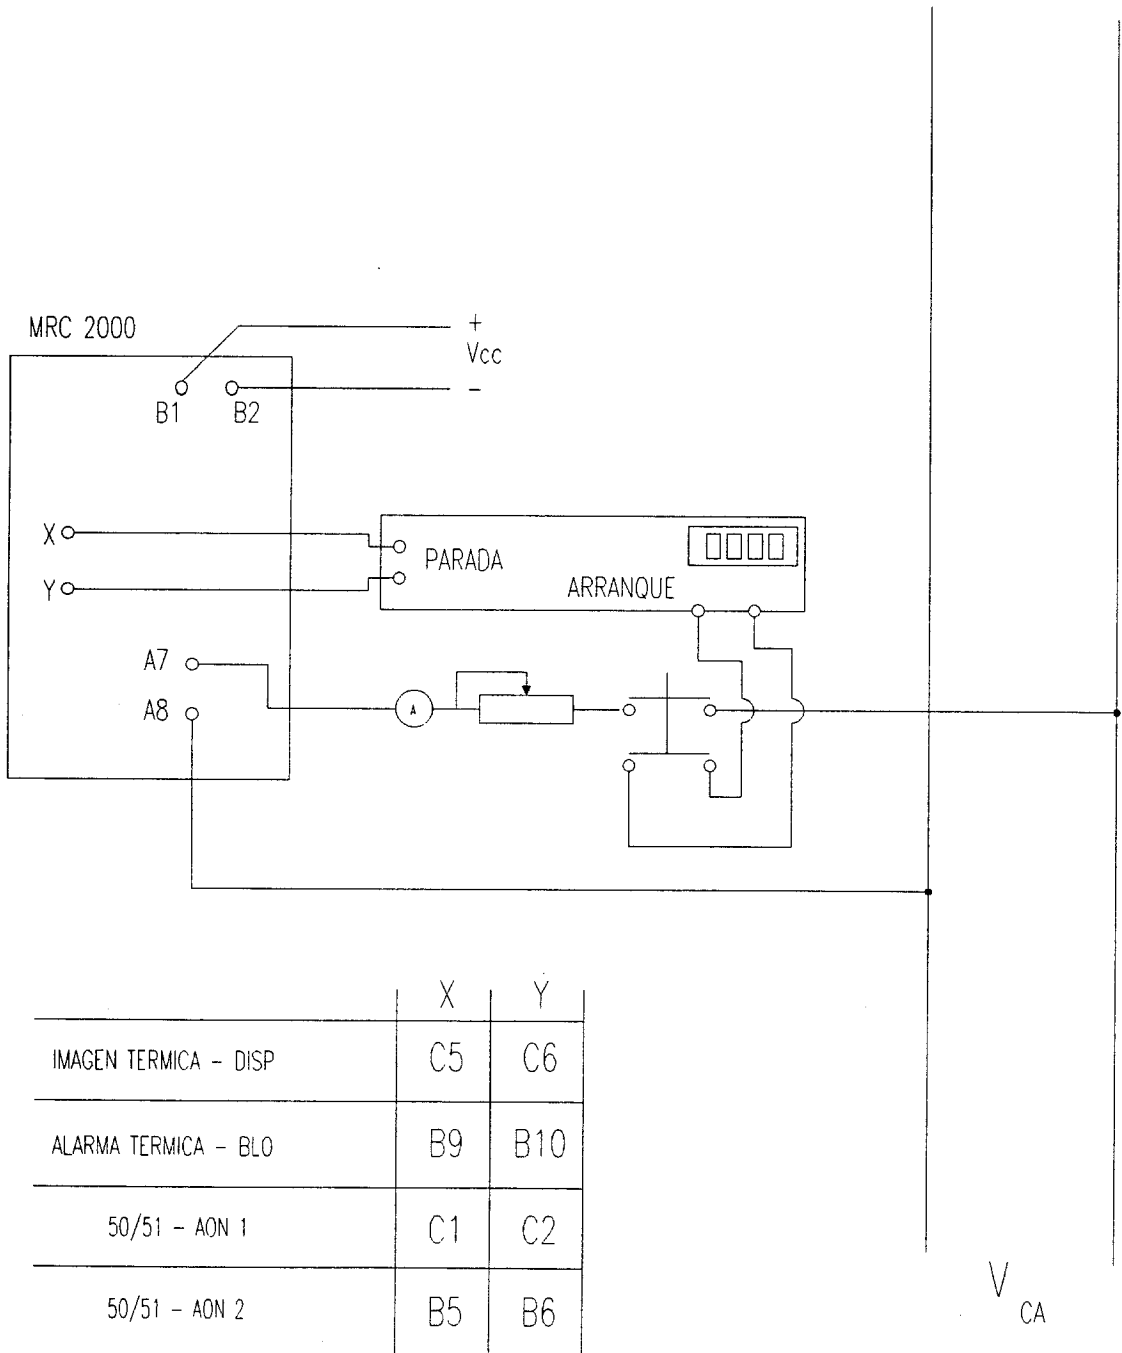 MRC 2000
+
Vcc
-
B1 B2
X
Y
PARADA
ARRANQUE
A7
A8
A
X Y
IMAGEN TERMICA - DISP C5 C6
ALARMA TERMICA - BLO B9 B10
50/51 - AON 1 C1 C2
50/51 - AON 2 B5 B6
V CA